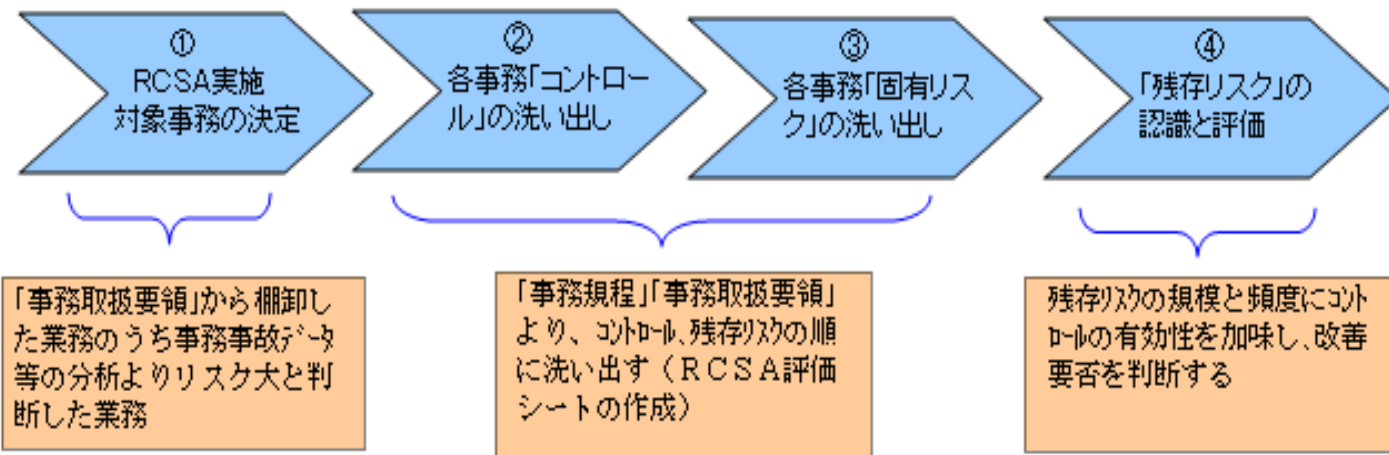 ①
RCSA実施
対象事務の決定
②
各事務「コントロー
ル」の洗い出し
③
各事務「固有リス
ク」の洗い出し
④
「残存リスク」の
認識と評価
「事務取扱要領」から棚卸し
た業務のうち事務事故ﾃﾞｰﾀ
等の分析よりリスク大と判
断した業務
「事務規程」「事務取扱要領」
より、ｺﾝﾄﾛｰﾙ、残存ﾘｽｸの順
に洗い出す（ＲＣＳＡ評価
シートの作成）
残存ﾘｽｸの規模と頻度にｺﾝﾄ
ﾛｰﾙの有効性を加味し、改善
要否を判断する